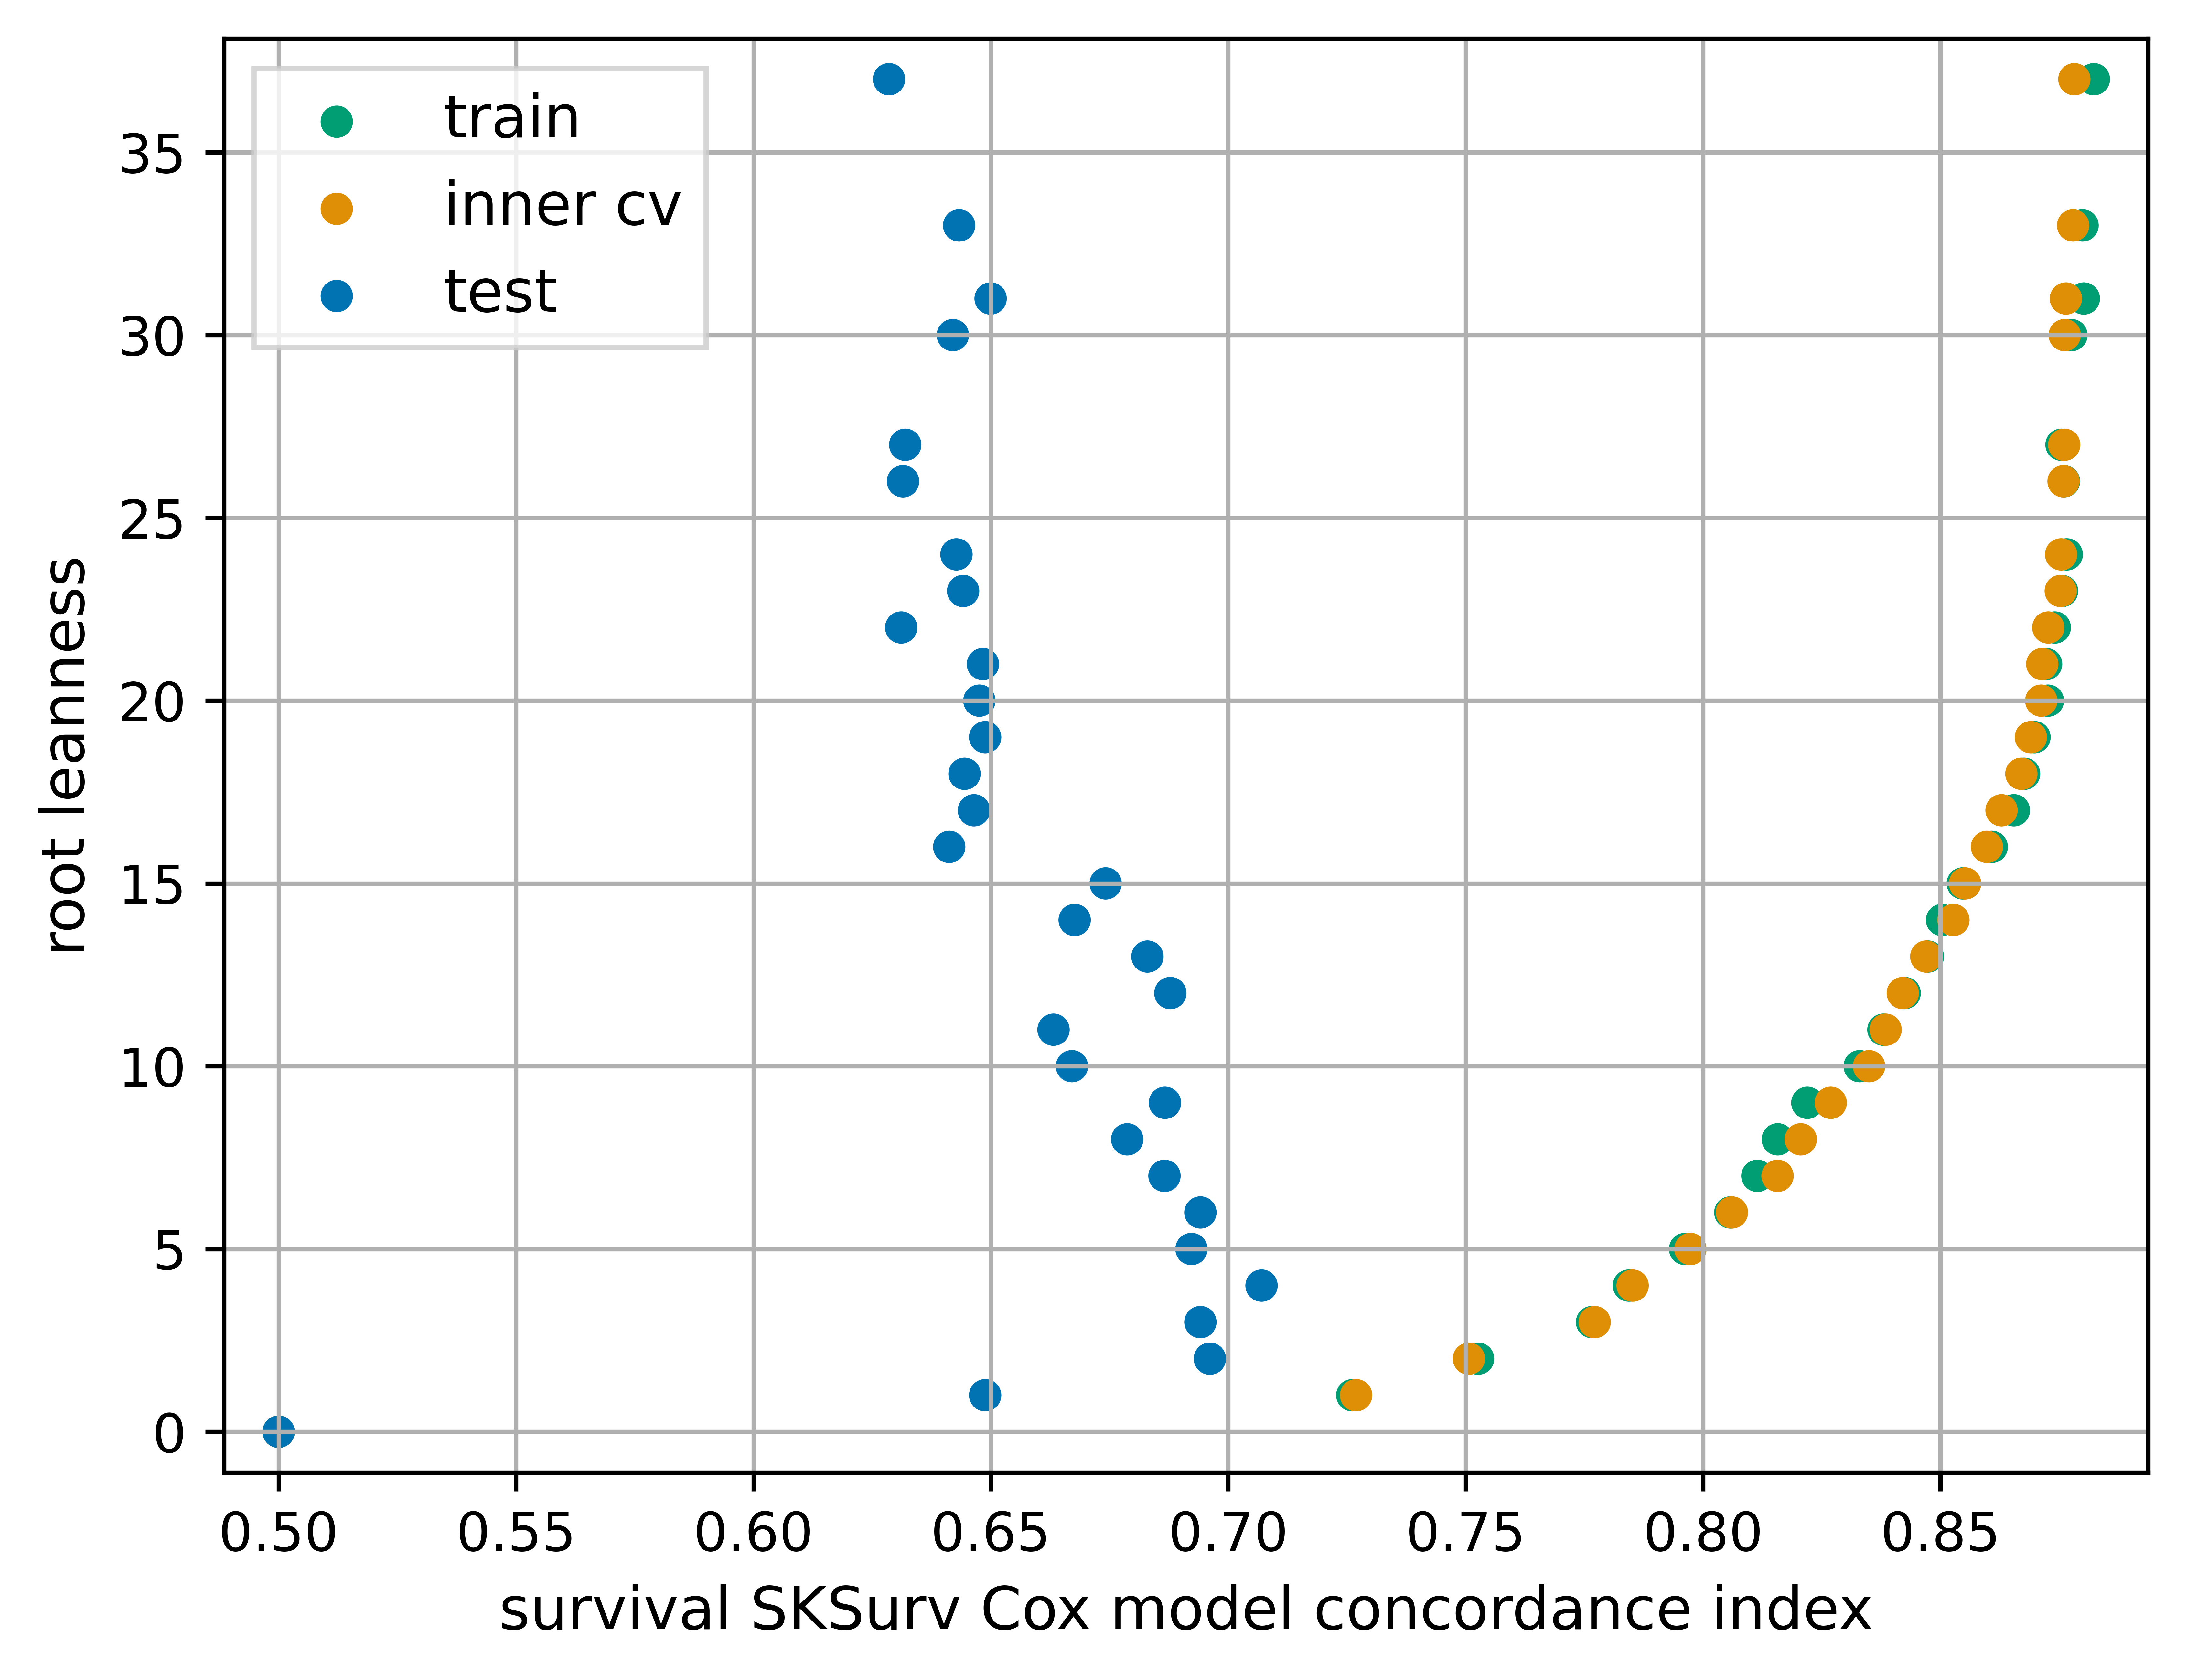 train
inner cv
test
35
30
25
20
15
10
5
0
root leanness
0.50 0.55 0.60 0.65 0.70 0.75 0.80 0.85
survival SKSurv Cox model concordance index